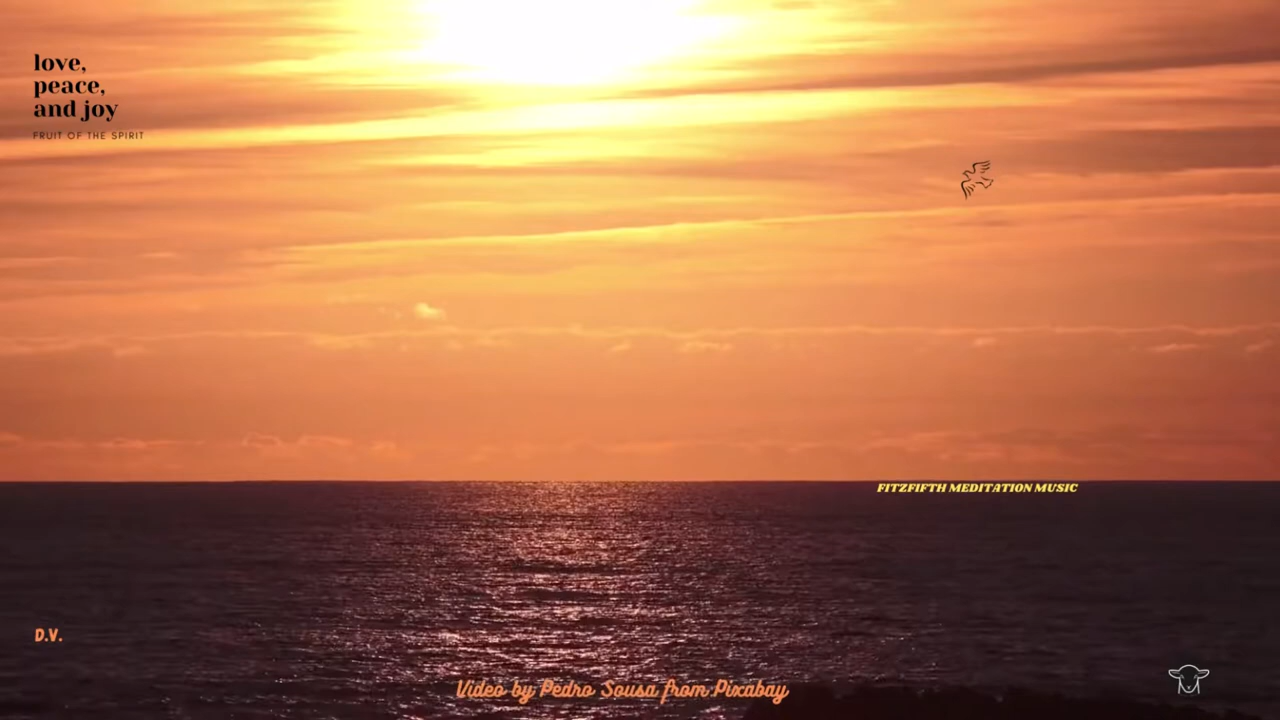 love,
peace,
and joy
FRUIT OF THE SPIRIT
FITZFIFTH MEDITATION MUSIC
D.V.
Video by Pedro Sousa from Pixabay